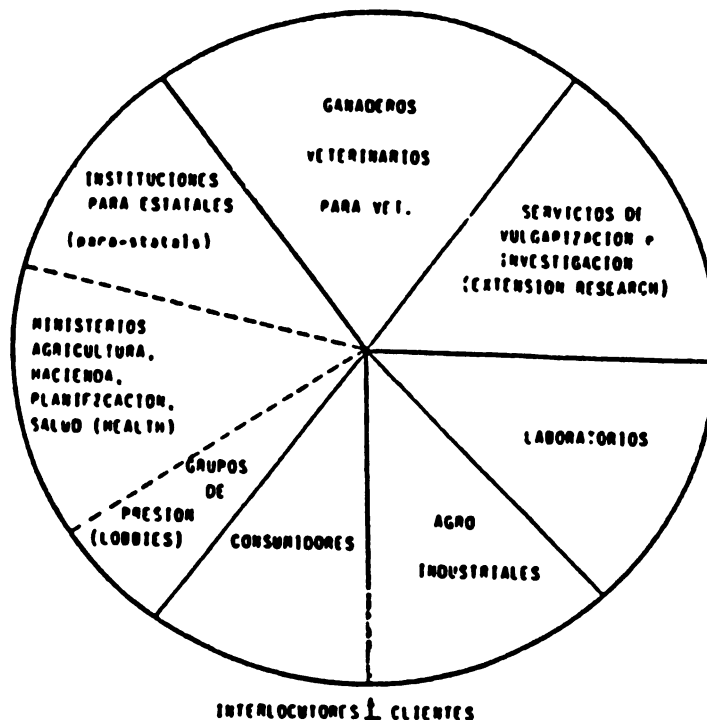 GANADEROS
VETERINARIOS
PARA VET.
SERVICIOS DE
VULGARIZACION e
INVESTIGACION
(EXTENSION RESEARCH)
LABORATORIOS
AGRO
INDUSTRIALES
CONSUMIDORES
GRUPOS
DE
PRESION
(LOBBIES)
MINISTERIOS
AGRICULTURA,
HACIENDA,
PLANIFICACION,
SALUD (HEALTH)
INSTITUCIONES
PARA ESTATALES
(para-statals)
INTERLOCUTORES CLIENTES